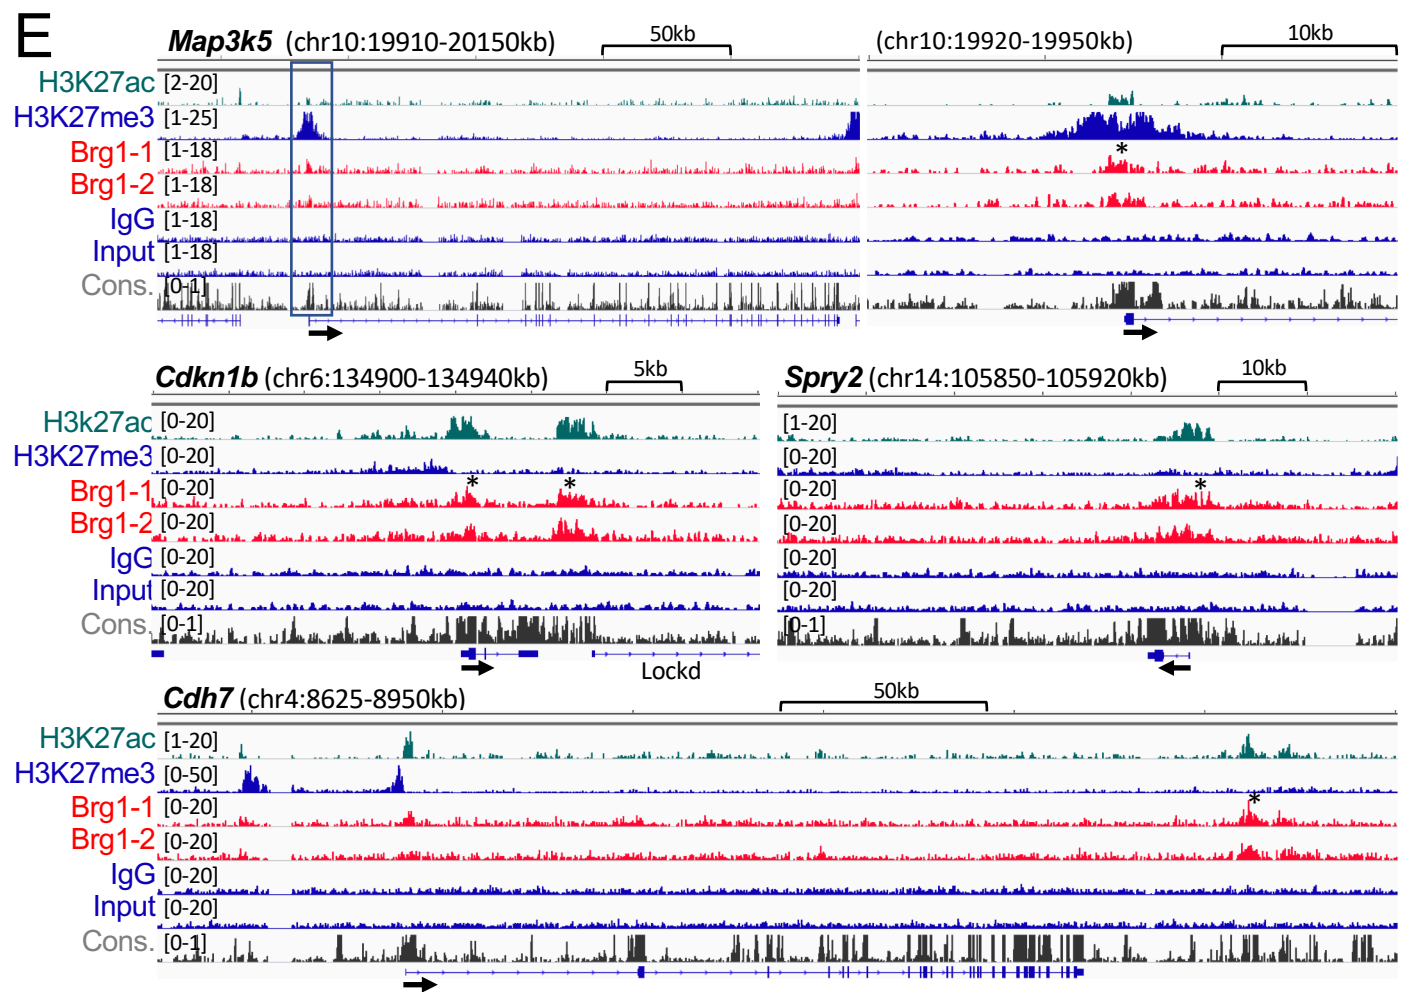 E
Map3k5 (chr10:19910-20150kb) 50kb
(chr10:19920-19950kb) 10kb
H3K27ac [2-20]
H3K27me3 [1-25]
Brg1-1 [1-18] *
Brg1-2 [1-18]
IgG [1-18]
Input [1-18]
Cons. [0-1]
Cdkn1b (chr6:134900-134940kb) 5kb
H3k27ac [0-20]
H3K27me3 [0-20]
Brg1-1 [0-20] * *
Brg1-2 [0-20]
IgG [0-20]
Input [0-20]
Cons. [0-1]
Lockd
Spry2 (chr14:105850-105920kb) 10kb
[1-20]
[0-20]
[0-20] *
[0-20]
[0-20]
[0-20]
[0-1]
Cdh7 (chr4:8625-8950kb) 50kb
H3K27ac [1-20]
H3K27me3 [0-50]
Brg1-1 [0-20] *
Brg1-2 [0-20]
IgG [0-20]
Input [0-20]
Cons. [0-1]